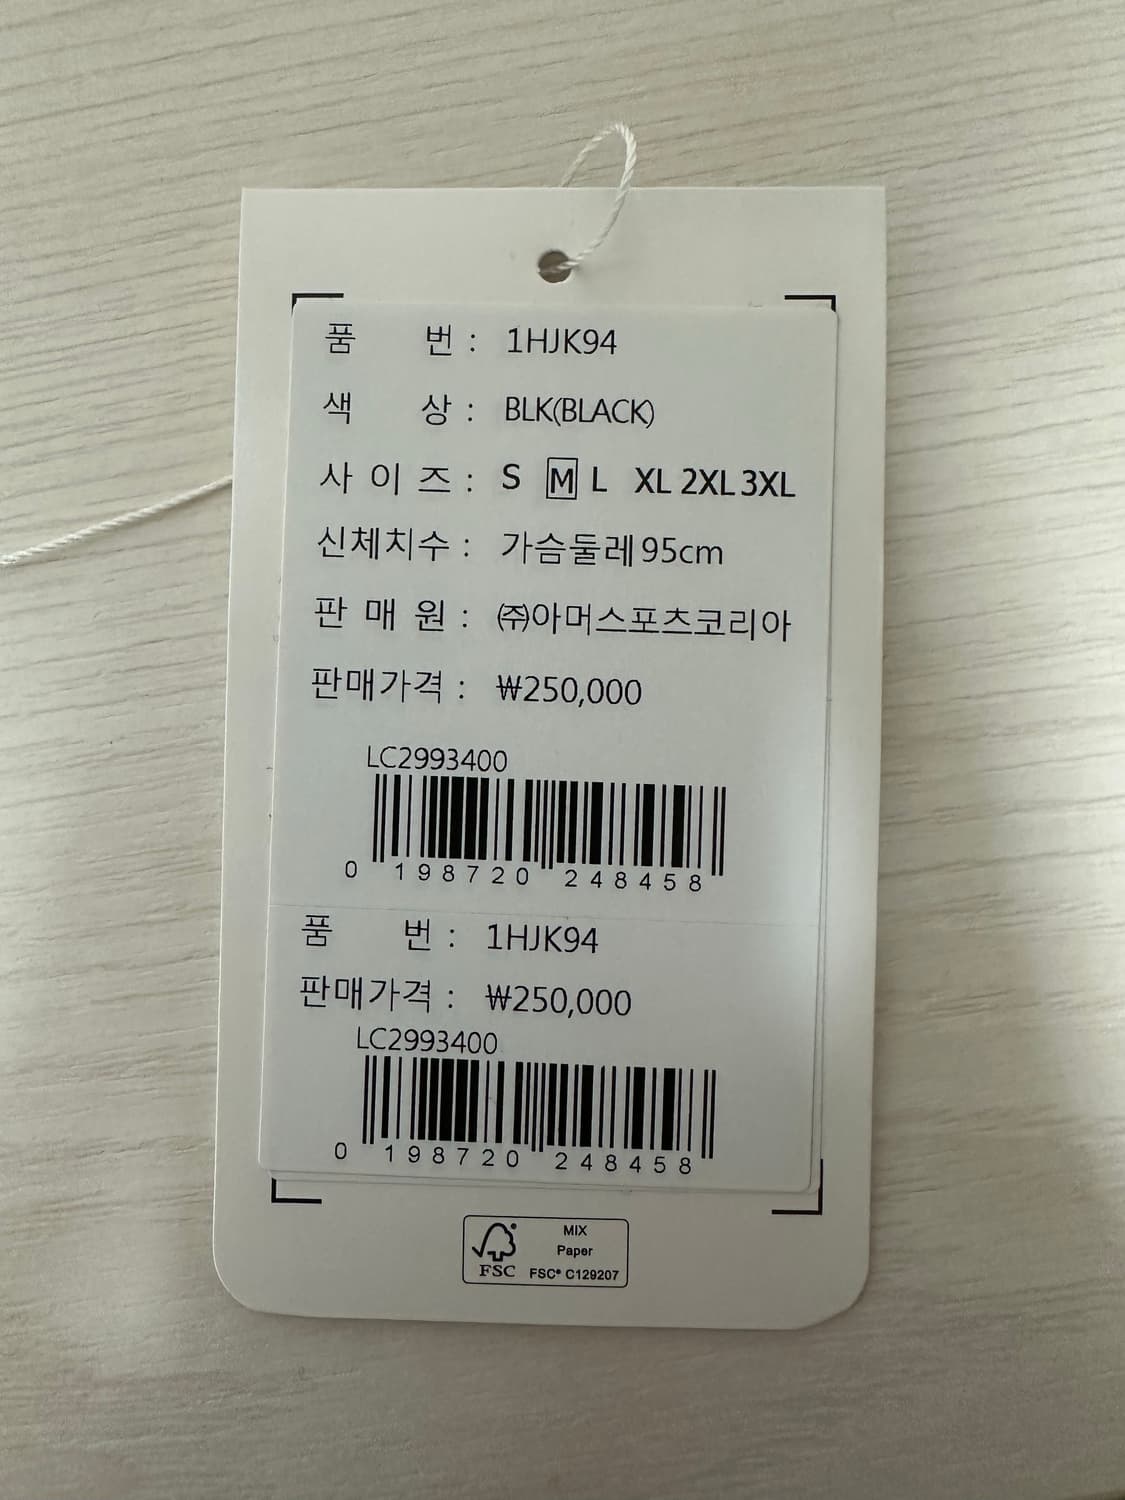 품 번 : 1HJK94
색 상 : BLK(BLACK)
사 이 즈 : S M L XL 2XL 3XL
신체치수 : 가슴둘레 95cm
판 매 원 : ㈜아머스포츠코리아
판매가격 : ₩250,000
LC2993400
0 198720 248458
품 번 : 1HJK94
판매가격 : ₩250,000
LC2993400
0 198720 248458
MIX
Paper
FSC FSC® C129207